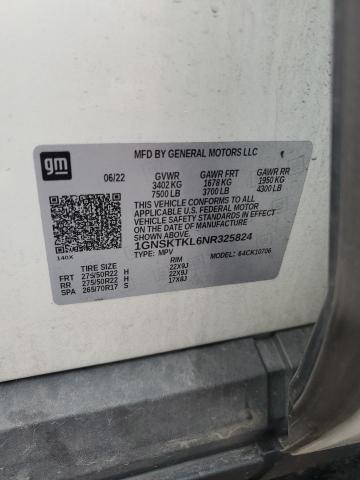 gm
MFD BY GENERAL MOTORS LLC
06/22 GVWR GAWR FRT GAWR RR
3402 KG 1678 KG 1950 KG
7500 LB 3700 LB 4300 LB
THIS VEHICLE CONFORMS TO ALL
APPLICABLE U.S. FEDERAL MOTOR
VEHICLE SAFETY STANDARDS IN EFFECT ON
THE DATE OF MANUFACTURE SHOWN ABOVE.
1GNSKTKL6NR325824
TYPE: MPV MODEL: 64CK10706
140X
TIRE SIZE RIM
FRT 275/50R22 H 22X9J
RR 275/50R22 H 22X9J
SPA 265/70R17 S 17X8J